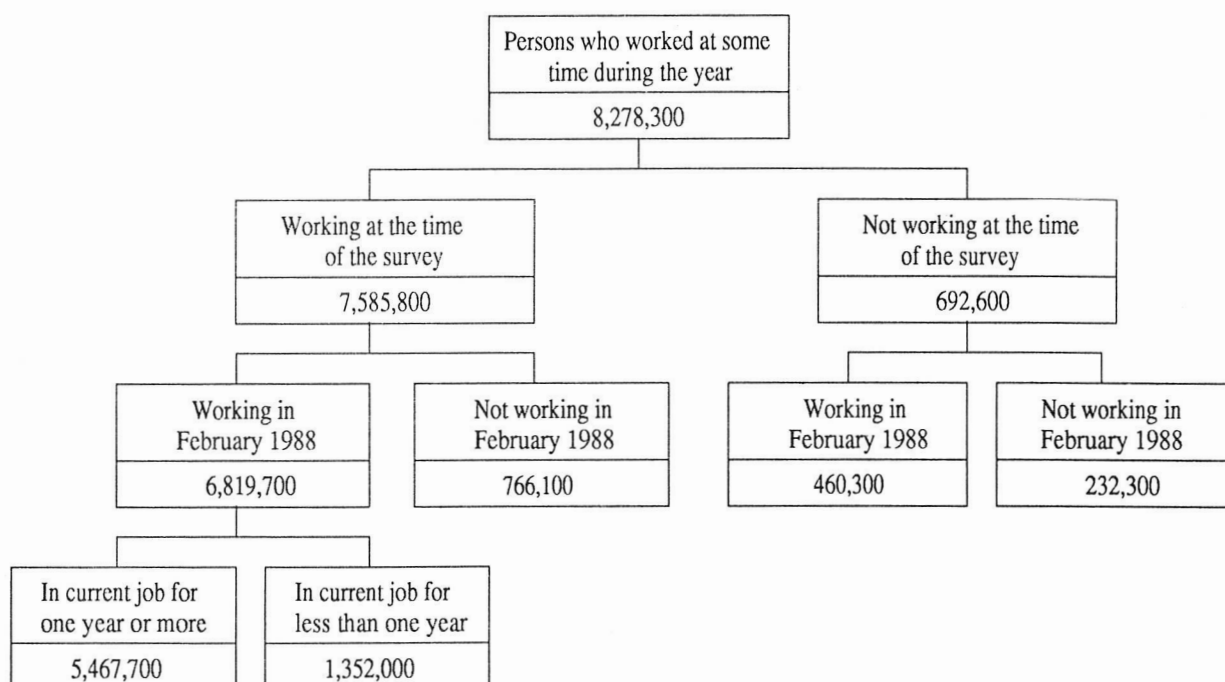 Persons who worked at some
time during the year
8,278,300
Working at the time
of the survey
7,585,800
Not working at the time
of the survey
692,600
Working in
February 1988
6,819,700
Not working in
February 1988
766,100
Working in
February 1988
460,300
Not working in
February 1988
232,300
In current job for
one year or more
5,467,700
In current job for
less than one year
1,352,000